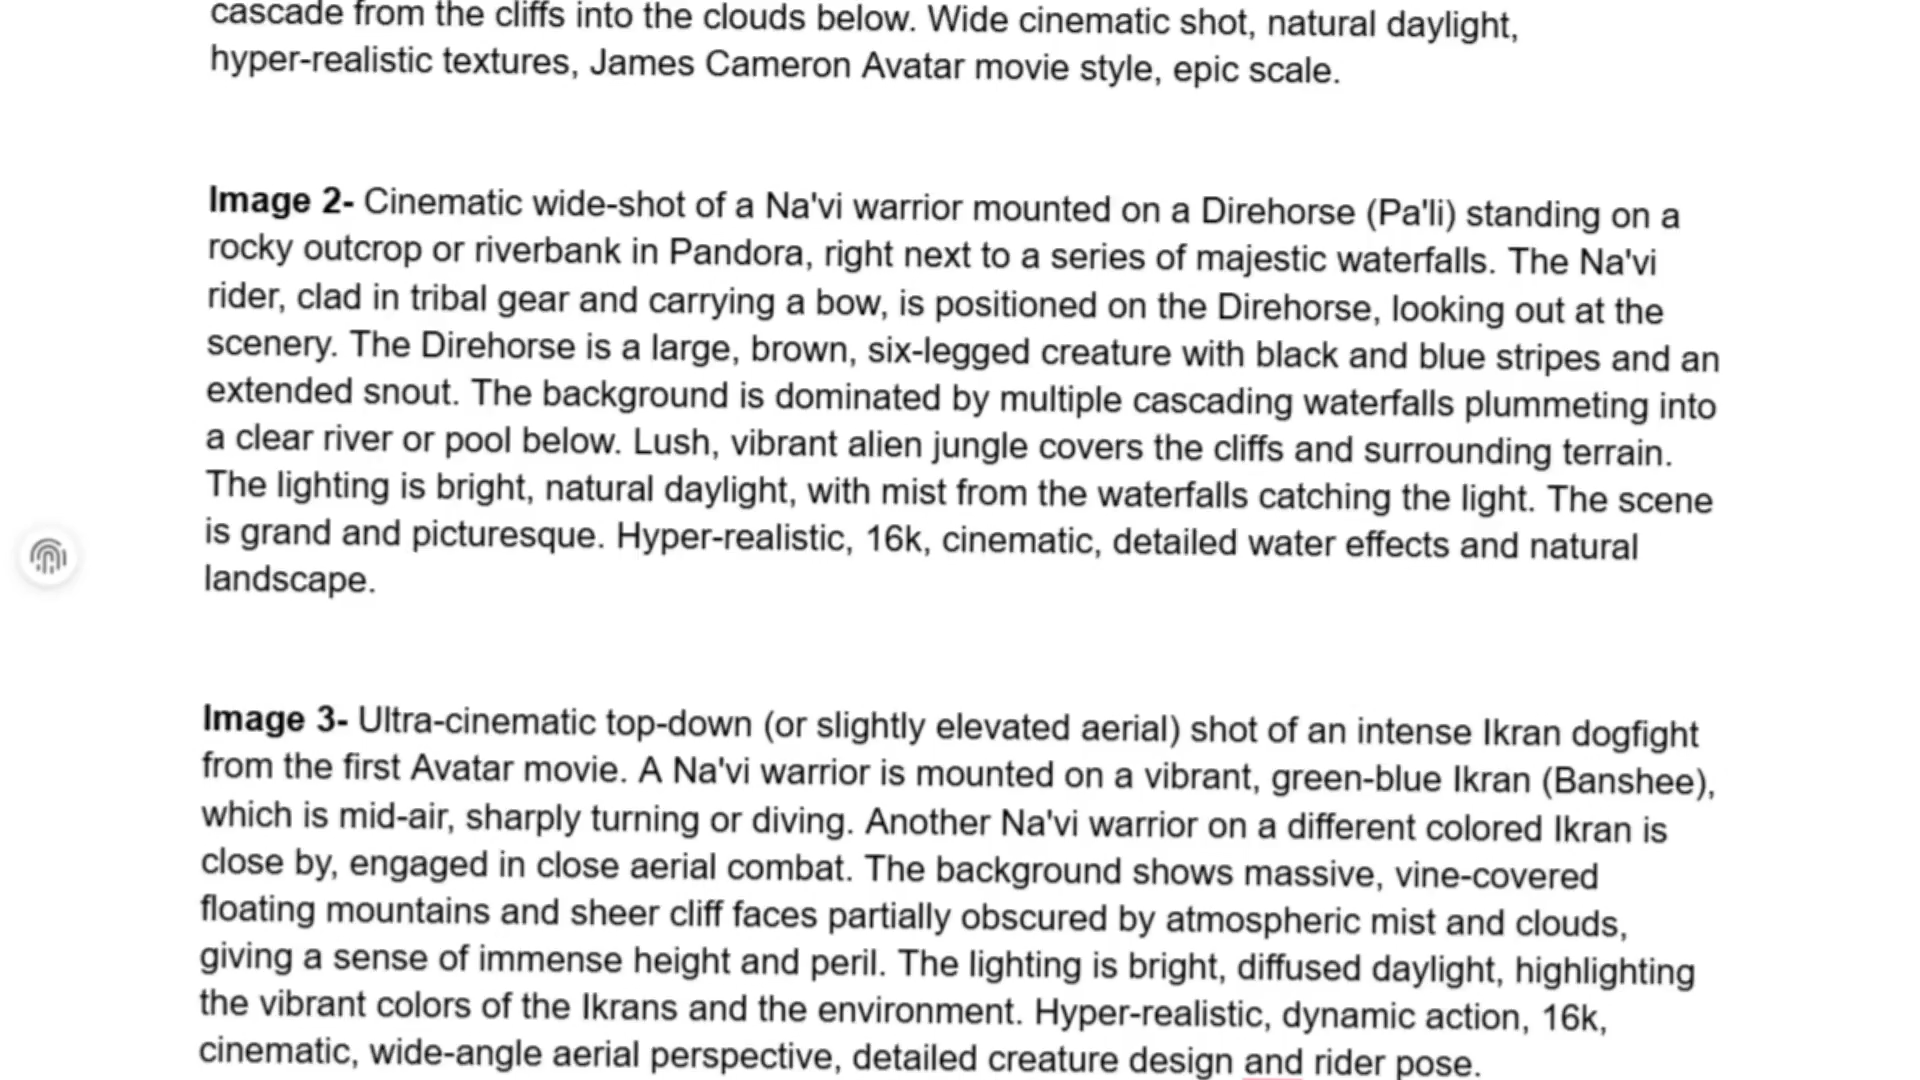 cascade from the cliffs into the clouds below. Wide cinematic shot, natural daylight,
hyper-realistic textures, James Cameron Avatar movie style, epic scale.
Image 2- Cinematic wide-shot of a Na'vi warrior mounted on a Direhorse (Pa'li) standing on a
rocky outcrop or riverbank in Pandora, right next to a series of majestic waterfalls. The Na'vi
rider, clad in tribal gear and carrying a bow, is positioned on the Direhorse, looking out at the
scenery. The Direhorse is a large, brown, six-legged creature with black and blue stripes and an
extended snout. The background is dominated by multiple cascading waterfalls plummeting into
a clear river or pool below. Lush, vibrant alien jungle covers the cliffs and surrounding terrain.
The lighting is bright, natural daylight, with mist from the waterfalls catching the light. The scene
is grand and picturesque. Hyper-realistic, 16k, cinematic, detailed water effects and natural
landscape.
Image 3- Ultra-cinematic top-down (or slightly elevated aerial) shot of an intense Ikran dogfight
from the first Avatar movie. A Na'vi warrior is mounted on a vibrant, green-blue Ikran (Banshee),
which is mid-air, sharply turning or diving. Another Na'vi warrior on a different colored Ikran is
close by, engaged in close aerial combat. The background shows massive, vine-covered
floating mountains and sheer cliff faces partially obscured by atmospheric mist and clouds,
giving a sense of immense height and peril. The lighting is bright, diffused daylight, highlighting
the vibrant colors of the Ikrans and the environment. Hyper-realistic, dynamic action, 16k,
cinematic, wide-angle aerial perspective, detailed creature design and rider pose.